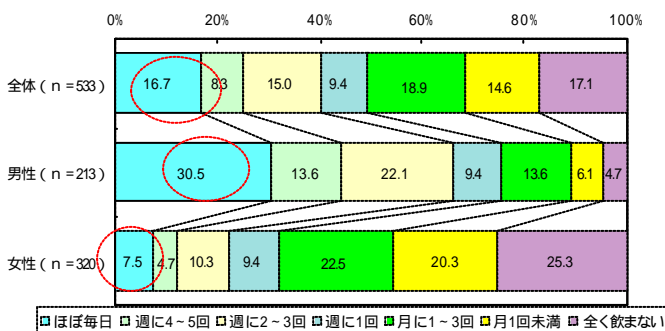 0% 20% 40% 60% 80% 100%
全体(n=533) 16.7 8.3 15.0 9.4 18.9 14.6 17.1
男性(n=213) 30.5 13.6 22.1 9.4 13.6 6.1 4.7
女性(n=320) 7.5 4.7 10.3 9.4 22.5 20.3 25.3
ほぼ毎日 週に4~5回 週に2~3回 週に1回 月に1~3回 月1回未満 全く飲まない